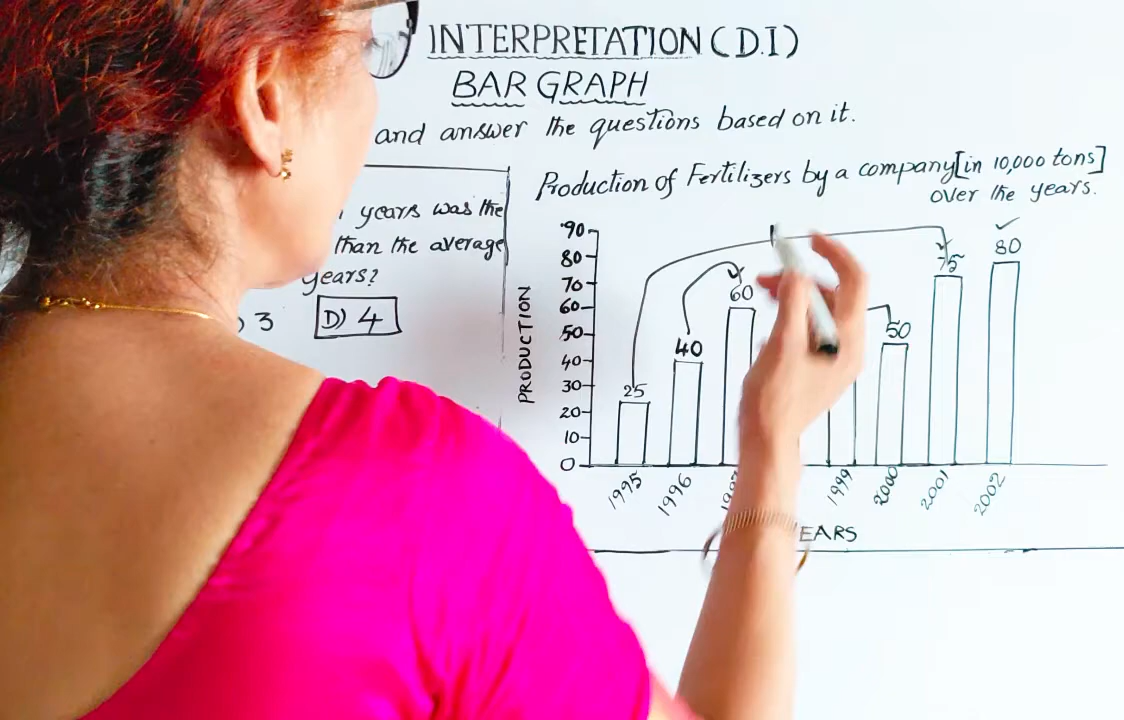 INTERPRETATION (D.I)
BAR GRAPH
and answer the questions based on it.
years was the
than the average
years?
) 3 D) 4
Production of Fertilizers by a company [in 10,000 tons]
over the years.
PRODUCTION
90
80
70
60
50
40
30
20
10
0
25
40
60
50
75
80
1995
1996
1999
2000
2001
2002
EARS